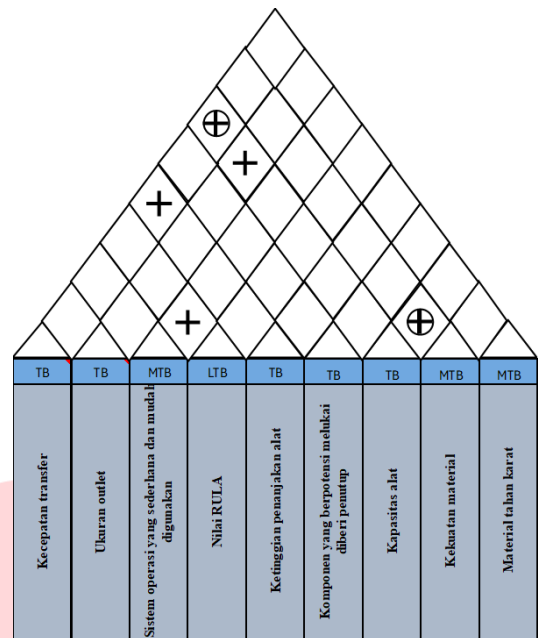 TB TB MTB LTB TB TB TB MTB MTB
Kecepatan transfer
Ukuran outlet
Sistem operasi yang sederhana dan mudah
digunakan
Nilai RULA
Ketinggian penanjakan alat
Komponen yang berpotensi melukai
diberi penutup
Kapasitas alat
Kekuatan material
Material tahan karat